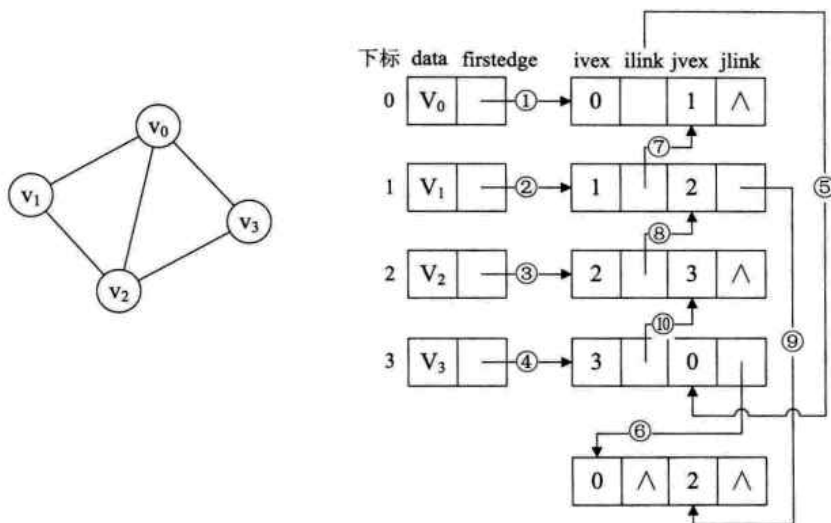 下标 data firstedge ivex ilink jvex jlink
0 V₀ ① 0 1 ∧
⑦
1 V₁ ② 1 2 ⑤
⑧
2 V₂ ③ 2 3 ∧
⑩ ⑨
3 V₃ ④ 3 0
⑥
0 ∧ 2 ∧
v₀
v₁
v₃
v₂